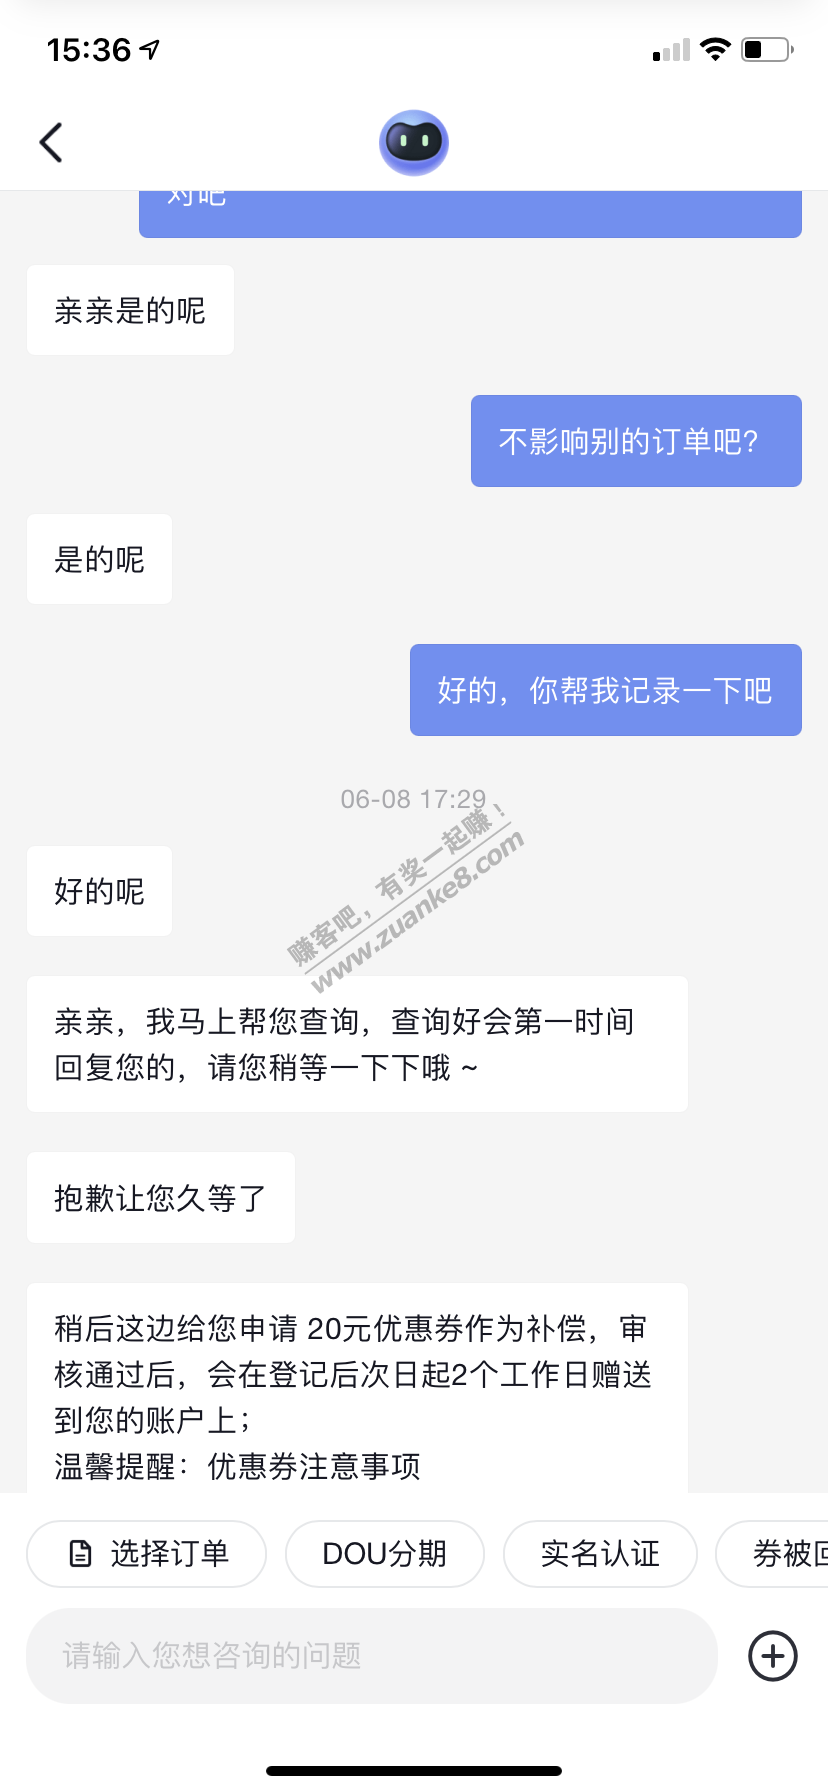 15:36
对吧
亲亲是的呢
不影响别的订单吧?
是的呢
好的，你帮我记录一下吧
06-08 17:29
赚客吧，有奖一起赚！
www.zuanke8.com
好的呢
亲亲，我马上帮您查询，查询好会第一时间
回复您的，请您稍等一下下哦 ~
抱歉让您久等了
稍后这边给您申请 20元优惠券作为补偿，审
核通过后，会在登记后次日起2个工作日赠送
到您的账户上；
温馨提醒：优惠券注意事项
选择订单 DOU分期 实名认证 券被
请输入您想咨询的问题